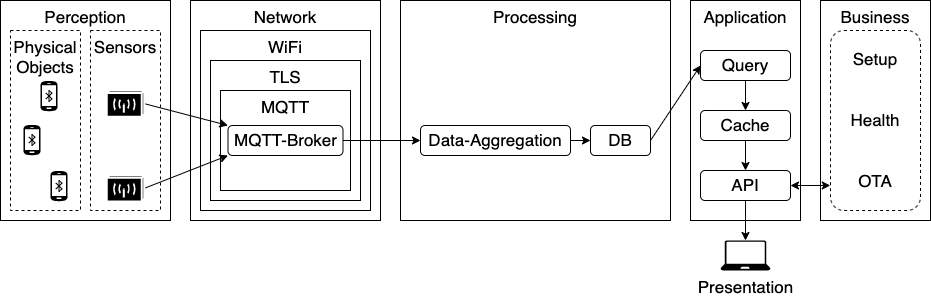 Perception
Physical
Objects
Sensors
Network
WiFi
TLS
MQTT
MQTT-Broker
Processing
Data-Aggregation
DB
Application
Query
Cache
API
Presentation
Business
Setup
Health
OTA